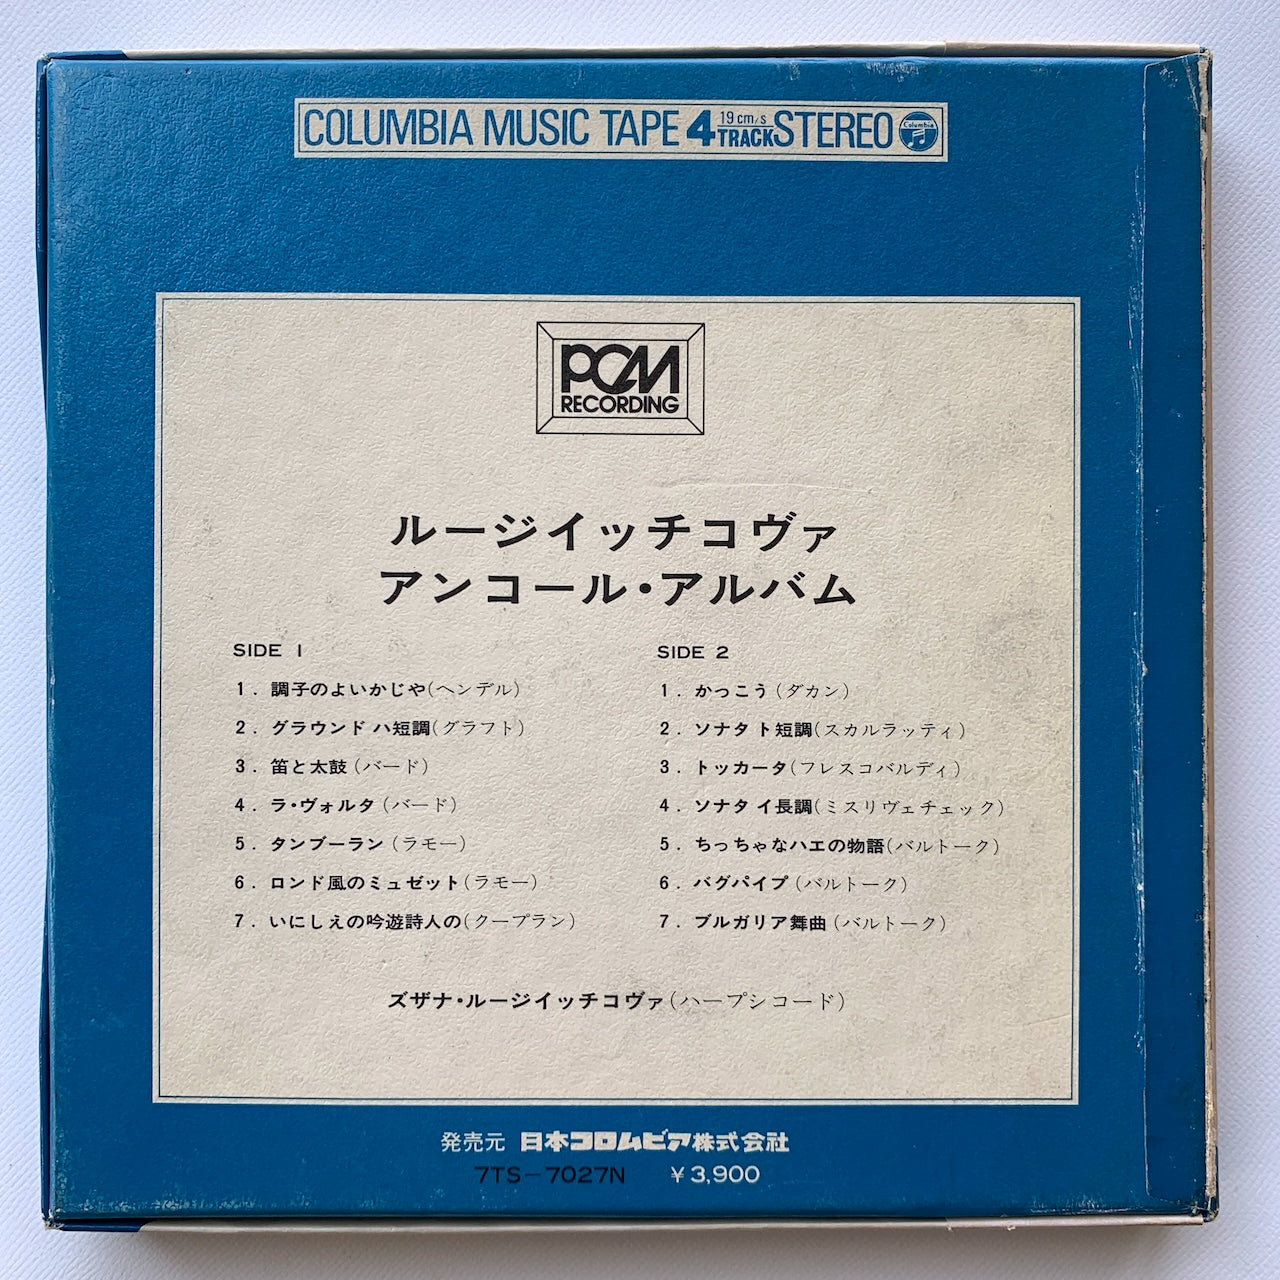 COLUMBIA MUSIC TAPE 4 19cm/s TRACK STEREO Columbia
PCM
RECORDING
ルージイッチコヴァ
アンコール・アルバム
SIDE 1
1. 調子のよいかじや(ヘンデル)
2. グラウンド ハ短調(グラフト)
3. 笛と太鼓(バード)
4. ラ・ヴォルタ(バード)
5. タンブーラン(ラモー)
6. ロンド風のミュゼット(ラモー)
7. いにしえの吟遊詩人の(クープラン)
SIDE 2
1. かっこう(ダカン)
2. ソナタ ト短調(スカルラッティ)
3. トッカータ(フレスコバルディ)
4. ソナタ イ長調(ミスリヴェチェック)
5. ちっちゃなハエの物語(バルトーク)
6. バグパイプ(バルトーク)
7. ブルガリア舞曲(バルトーク)
ズザナ・ルージイッチコヴァ(ハープシコード)
発売元 日本コロムビア株式会社
7TS-7027N ¥3,900